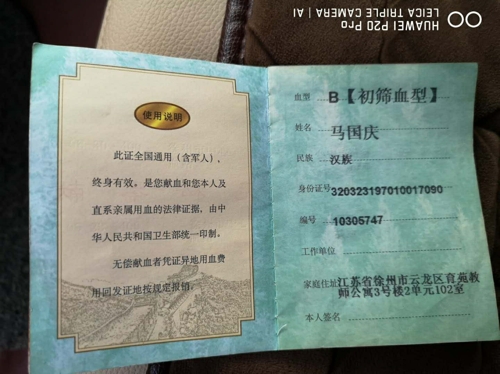 HUAWEI P20 Pro
LEICA TRIPLE CAMERA | AI
使用说明
此证全国通用（含军人）、
终身有效。是您献血和您本人及
直系亲属用血的法律证据，由中
华人民共和国卫生部统一印制。
无偿献血者凭证异地用血费
用回发证地按规定报销。
血型 B【初筛血型】
姓名 马国庆
民族 汉族
身份证号 320323197010017090
编号 10305747
工作单位
家庭住址 江苏省徐州市云龙区育苑教
师公寓3号楼2单元102室
本人签名